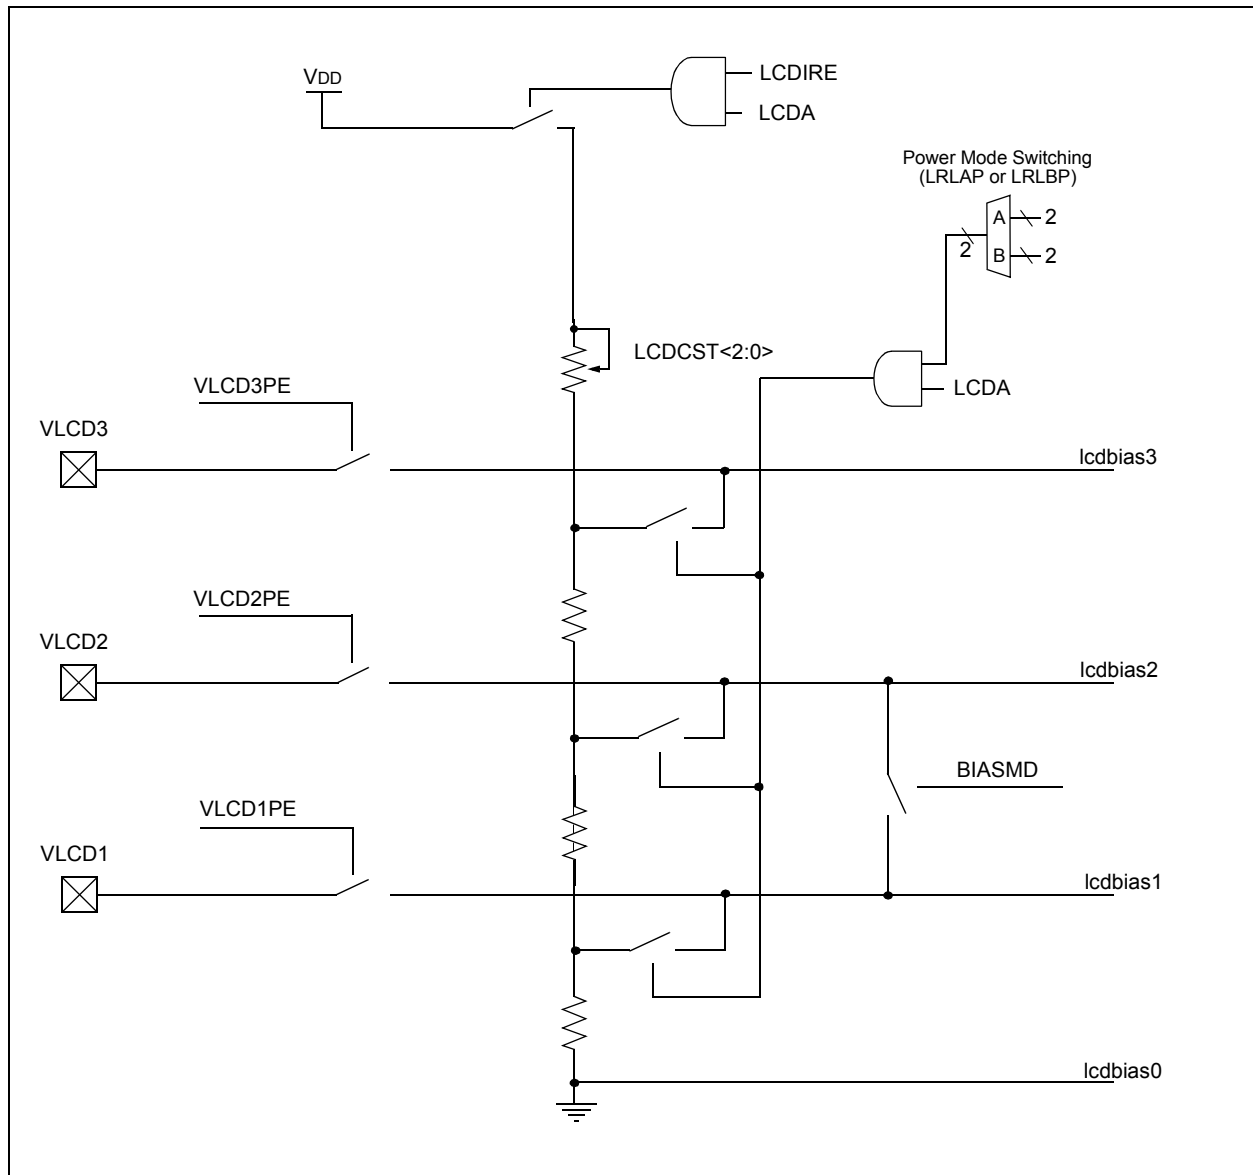 VDD
LCDIRE
LCDA
Power Mode Switching
(LRLAP or LRLBP)
A
2
2
B
2
LCDCST<2:0>
LCDA
VLCD3PE
VLCD3
lcdbias3
VLCD2PE
VLCD2
lcdbias2
BIASMD
VLCD1PE
VLCD1
lcdbias1
lcdbias0